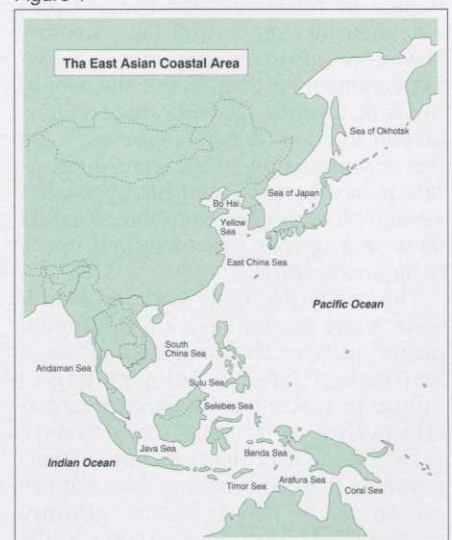 Figure 1
Tha East Asian Coastal Area
Sea of Okhotsk
Sea of Japan
Bo Hai
Yellow
Sea
East China Sea
Pacific Ocean
South
China Sea
Andaman Sea
Sulu Sea
Selebes Sea
Java Sea
Banda Sea
Indian Ocean
Timor Sea
Arafura Sea
Coral Sea